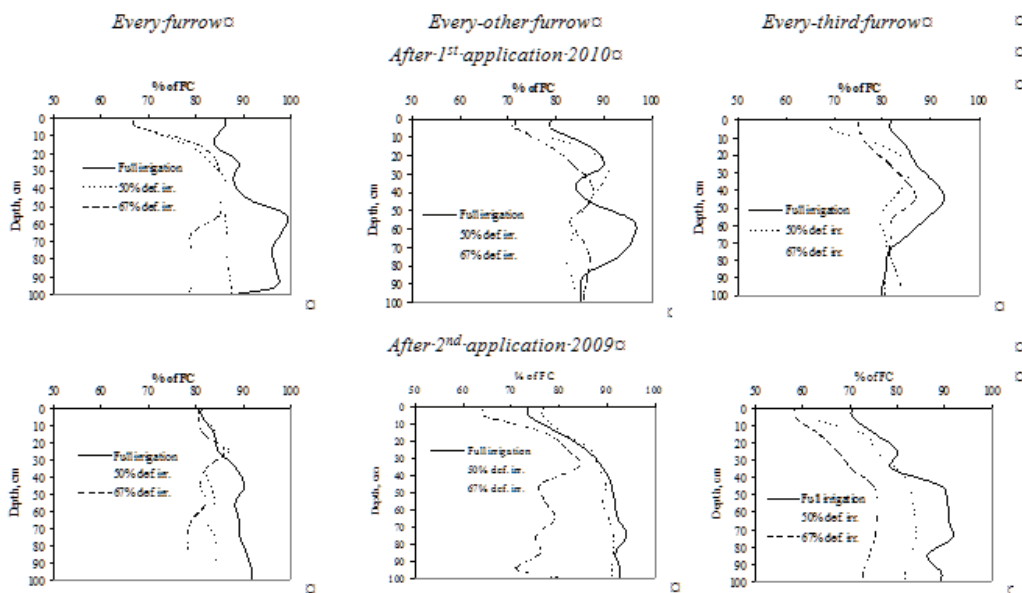 Every·furrow¤ Every-other·furrow¤ Every-third·furrow¤ ¤
After·1st·application·2010¤ ¤
¤
% of FC % of FC % of FC
50 60 70 80 90 100 50 60 70 80 90 100 50 60 70 80 90 100
0 0 0
10 10 10
20 20 20
30 30 30
40 40 40
50 50 50
60 60 60
70 70 70
80 80 80
90 90 90
100 100 100
Depth, cm Depth, cm Depth, cm
Full irrigation Full irrigation Full irrigation
50% def. irr. 50% def. irr. 50% def. irr.
67% def. irr. 67% def. irr. 67% def. irr.
¤ ¤
After·2nd·application·2009¤ ¤
¤
% of FC % of FC % of FC
50 60 70 80 90 100 50 60 70 80 90 100 50 60 70 80 90 100
0 0 0
10 10 10
20 20 20
30 30 30
40 40 40
50 50 50
60 60 60
70 70 70
80 80 80
90 90 90
100 100 100
Depth, cm Depth, cm Depth, cm
Full irrigation Full irrigation Full irrigation
50% def. irr. 50% def. irr. 50% def. irr.
67% def. irr. 67% def. irr. 67% def. irr.
¤ ¤